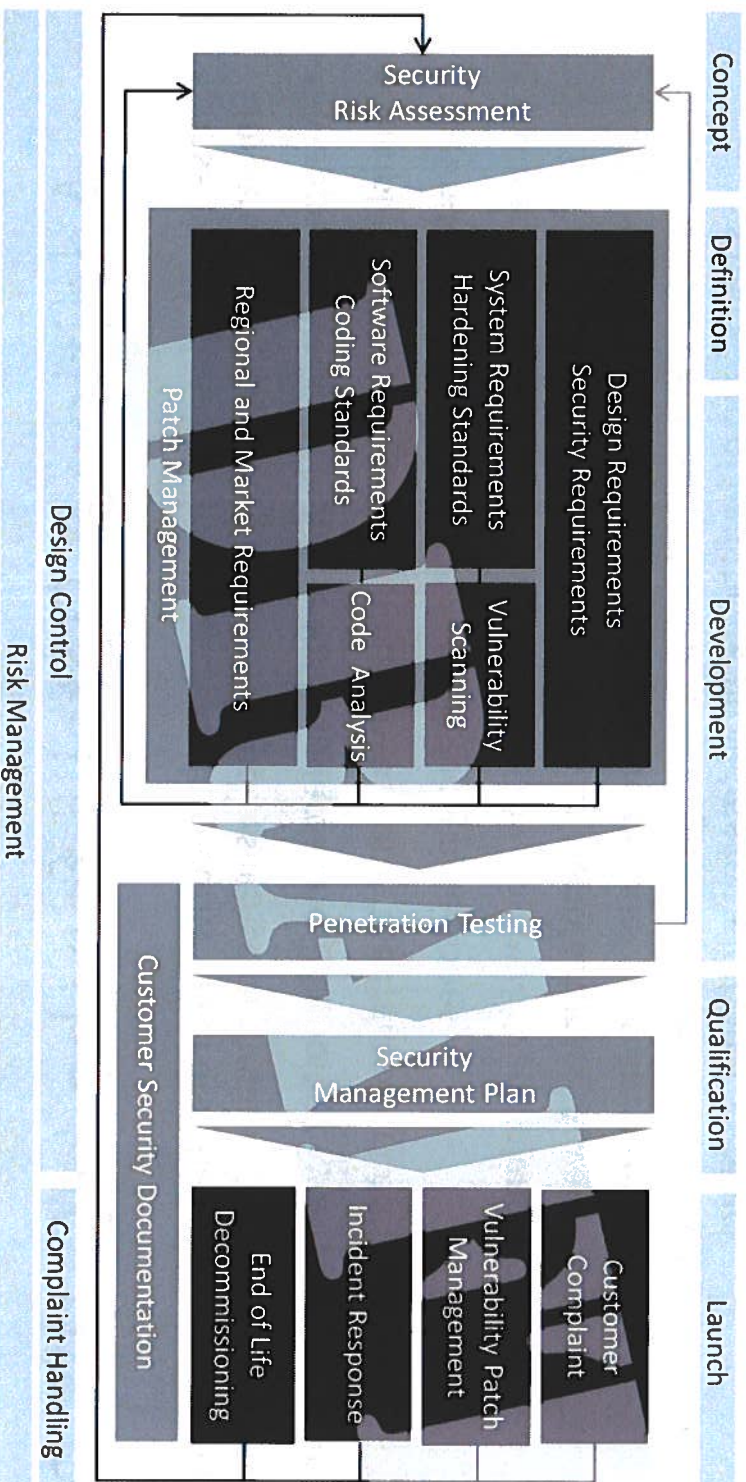 Concept
Definition
Development
Qualification
Launch
Security
Risk Assessment
Design Requirements
Security Requirements
System Requirements
Hardening Standards
Vulnerability
Scanning
Software Requirements
Coding Standards
Code Analysis
Regional and Market Requirements
Patch Management
Penetration Testing
Security
Management Plan
Customer
Complaint
Vulnerability Patch
Management
Incident Response
End of Life
Decommissioning
Customer Security Documentation
Design Control
Complaint Handling
Risk Management